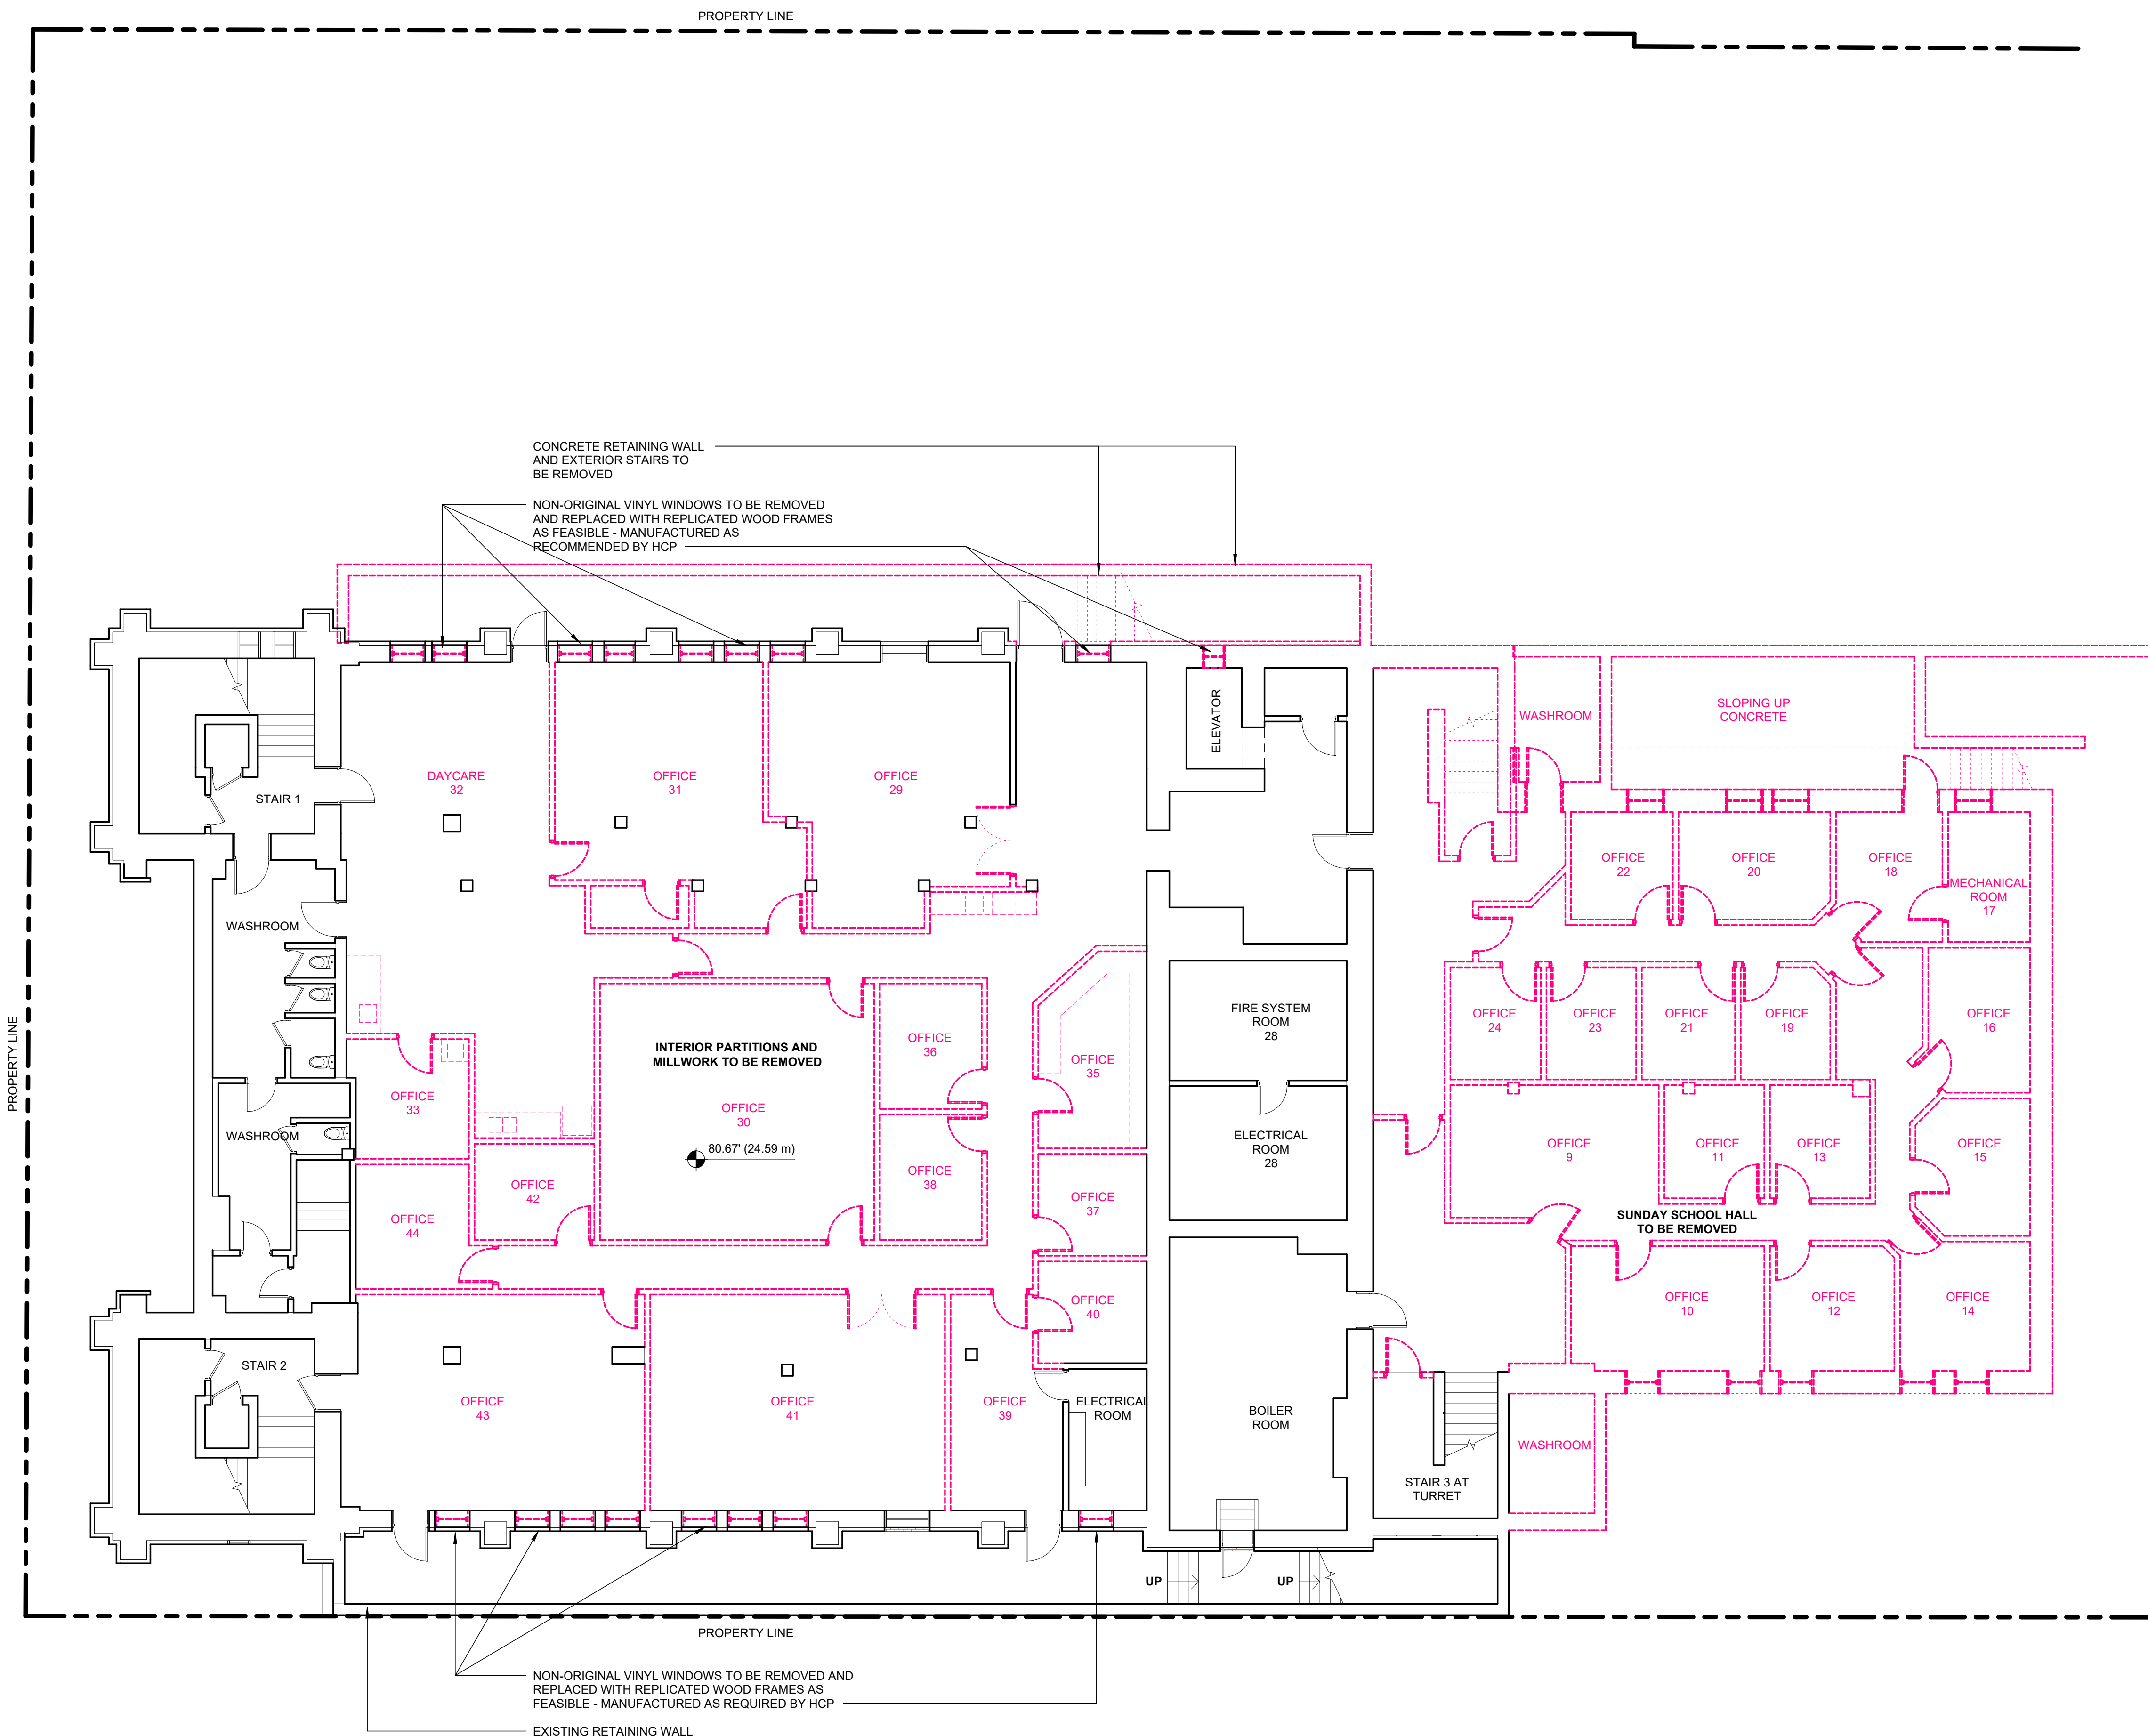 PROPERTY LINE
CONCRETE RETAINING WALL
AND EXTERIOR STAIRS TO
BE REMOVED
NON-ORIGINAL VINYL WINDOWS TO BE REMOVED
AND REPLACED WITH REPLICATED WOOD FRAMES
AS FEASIBLE - MANUFACTURED AS
RECOMMENDED BY HCP
ELEVATOR
WASHROOM
SLOPING UP
CONCRETE
STAIR 1
DAYCARE
32
OFFICE
31
OFFICE
29
OFFICE
22
OFFICE
20
OFFICE
18
MECHANICAL
ROOM
17
WASHROOM
PROPERTY LINE
OFFICE
33
INTERIOR PARTITIONS AND
MILLWORK TO BE REMOVED
OFFICE
30
80.67' (24.59 m)
OFFICE
36
OFFICE
35
FIRE SYSTEM
ROOM
28
OFFICE
24
OFFICE
23
OFFICE
21
OFFICE
19
OFFICE
16
WASHROOM
OFFICE
44
OFFICE
42
OFFICE
38
OFFICE
37
ELECTRICAL
ROOM
28
OFFICE
9
OFFICE
11
OFFICE
13
OFFICE
15
SUNDAY SCHOOL HALL
TO BE REMOVED
OFFICE
40
OFFICE
10
OFFICE
12
OFFICE
14
STAIR 2
OFFICE
43
OFFICE
41
OFFICE
39
ELECTRICAL
ROOM
BOILER
ROOM
WASHROOM
STAIR 3 AT
TURRET
UP
UP
PROPERTY LINE
NON-ORIGINAL VINYL WINDOWS TO BE REMOVED AND
REPLACED WITH REPLICATED WOOD FRAMES AS
FEASIBLE - MANUFACTURED AS REQUIRED BY HCP
EXISTING RETAINING WALL